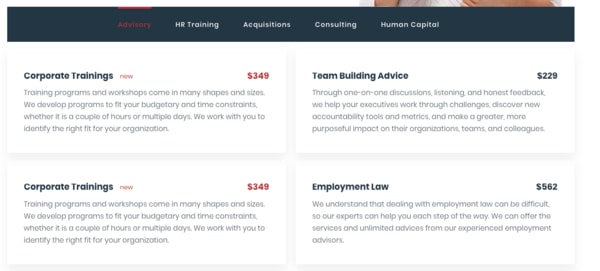 Advisory HR Training Acquisitions Consulting Human Capital
Corporate Trainings new $349
Training programs and workshops come in many shapes and sizes.
We develop programs to fit your budgetary and time constraints,
whether it is a couple of hours or multiple days. We work with you to
identify the right fit for your organization.
Team Building Advice $229
Through one-on-one discussions, listening, and honest feedback,
we help your executives work through challenges, discover new
accountability tools and metrics, and make a greater, more
purposeful impact on their organizations, teams, and colleagues.
Corporate Trainings new $349
Training programs and workshops come in many shapes and sizes.
We develop programs to fit your budgetary and time constraints,
whether it is a couple of hours or multiple days. We work with you to
identify the right fit for your organization.
Employment Law $562
We understand that dealing with employment law can be difficult,
so our experts can help you each step of the way. We can offer the
services and unlimited advices from our experienced employment
advisors.